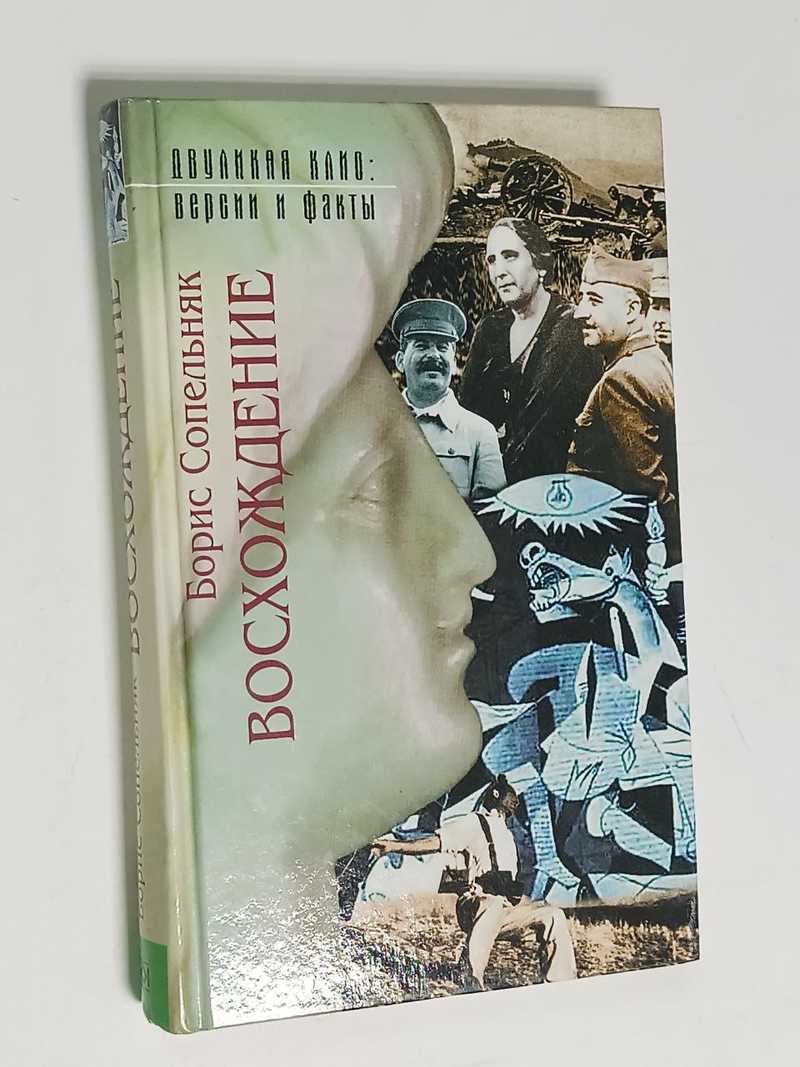 ДВУЛИКАЯ КЛИО:
версии и факты
Борис Сопельняк
ВОСХОЖДЕНИЕ
Борис Сопельняк ВОСХОЖДЕНИЕ